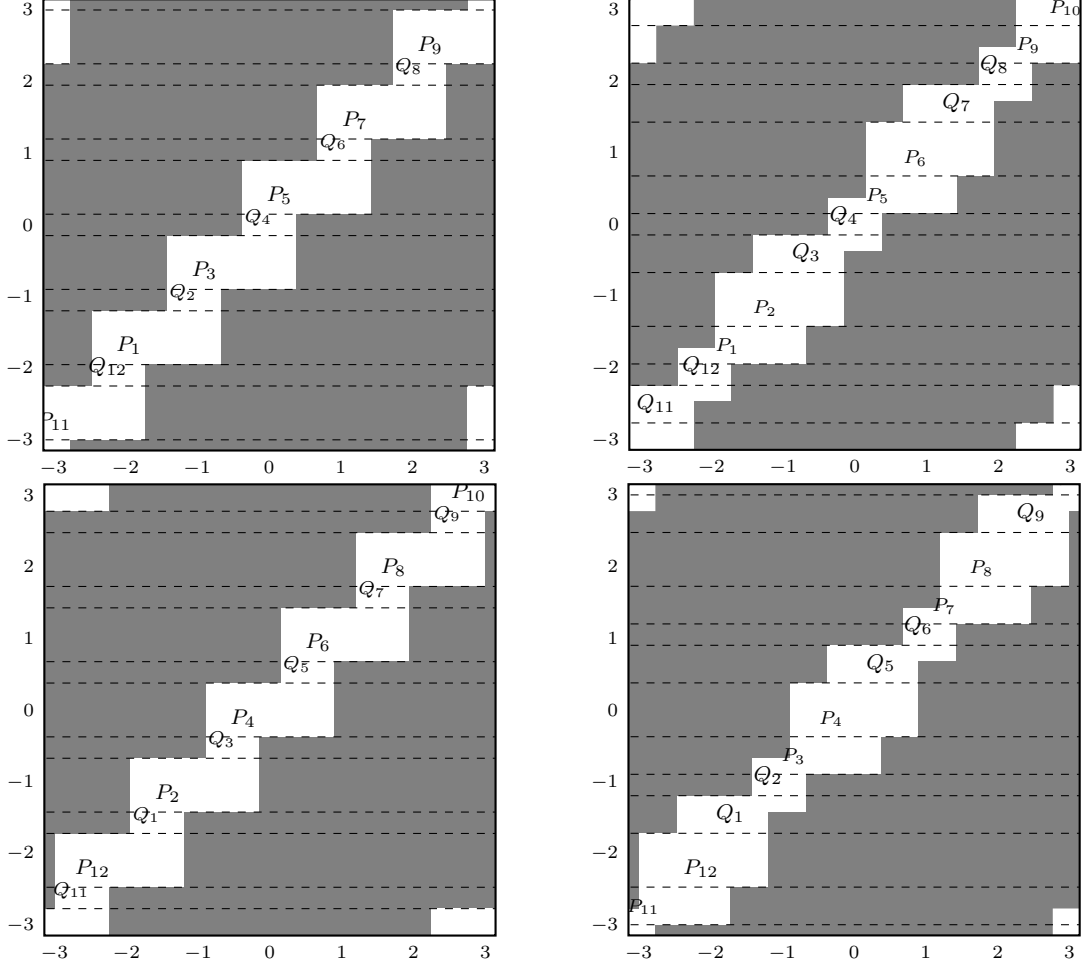 3
P₉
Q₈
2
P₇
Q₆
1
P₅
Q₄
0
P₃
Q₂
−1
P₁
Q₁₂
−2
P₁₁
−3
−3 −2 −1 0 1 2 3
P₁₀
3
P₉
Q₈
2
Q₇
P₆
1
P₅
Q₄
0
Q₃
−1
P₂
P₁
Q₁₂
−2
Q₁₁
−3
−3 −2 −1 0 1 2 3
P₁₀
3
Q₉
P₈
2
Q₇
P₆
1
Q₅
P₄
0
Q₃
P₂
−1
Q₁
P₁₂
−2
Q₁₁
−3
−3 −2 −1 0 1 2 3
3
Q₉
P₈
2
P₇
Q₆
1
Q₅
P₄
0
P₃
Q₂
−1
Q₁
P₁₂
−2
P₁₁
−3
−3 −2 −1 0 1 2 3